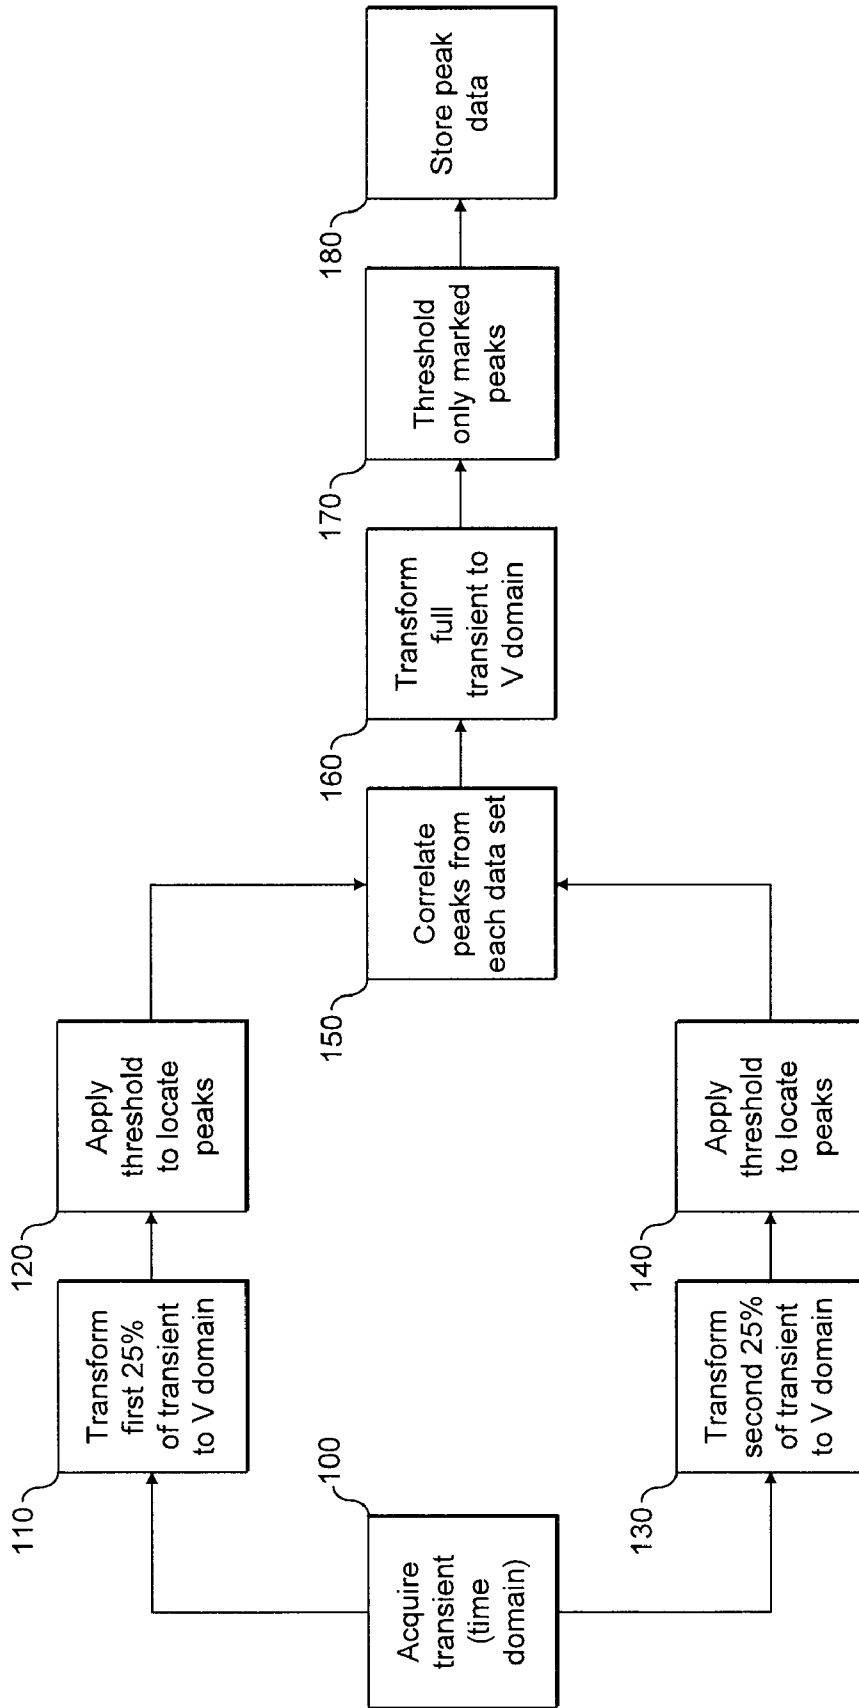 100
Acquire
transient
(time
domain)
110
Transform
first 25%
of transient
to V domain
120
Apply
threshold
to locate
peaks
130
Transform
second 25%
of transient
to V domain
140
Apply
threshold
to locate
peaks
150
Correlate
peaks from
each data set
160
Transform
full
transient to
V domain
170
Threshold
only marked
peaks
180
Store peak
data